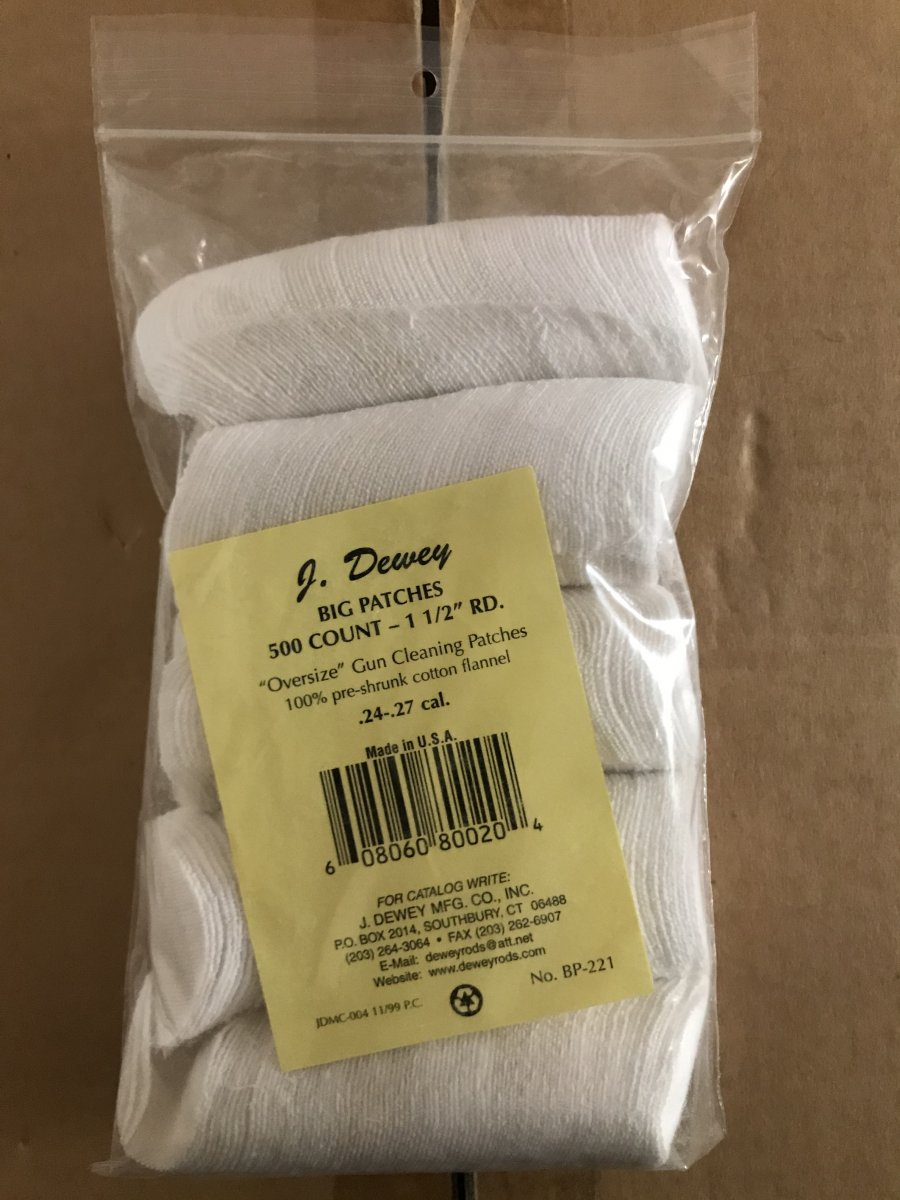 J. Dewey
BIG PATCHES
500 COUNT – 1 1/2" RD.
"Oversize" Gun Cleaning Patches
100% pre-shrunk cotton flannel
.24-.27 cal.
Made in U.S.A.
6 08060 80020 4
FOR CATALOG WRITE:
J. DEWEY MFG. CO., INC.
P.O. BOX 2014, SOUTHBURY, CT 06488
(203) 264-3064 • FAX (203) 262-6907
E-Mail: deweyrods@att.net
Website: www.deweyrods.com
No. BP-221
JDMC-004 11/99 P.C.